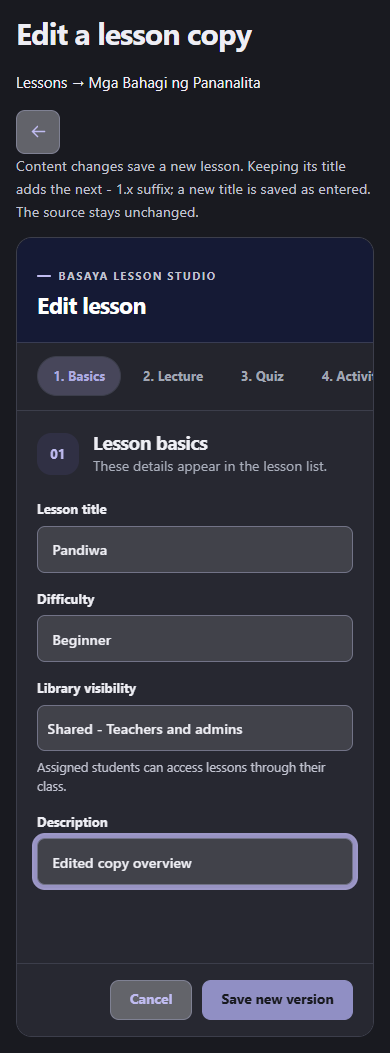 Edit a lesson copy
Lessons → Mga Bahagi ng Pananalita
←
Content changes save a new lesson. Keeping its title
adds the next - 1.x suffix; a new title is saved as entered.
The source stays unchanged.
— BASAYA LESSON STUDIO
Edit lesson
1. Basics 2. Lecture 3. Quiz 4. Activi
01
Lesson basics
These details appear in the lesson list.
Lesson title
Pandiwa
Difficulty
Beginner
Library visibility
Shared - Teachers and admins
Assigned students can access lessons through their
class.
Description
Edited copy overview
Cancel Save new version